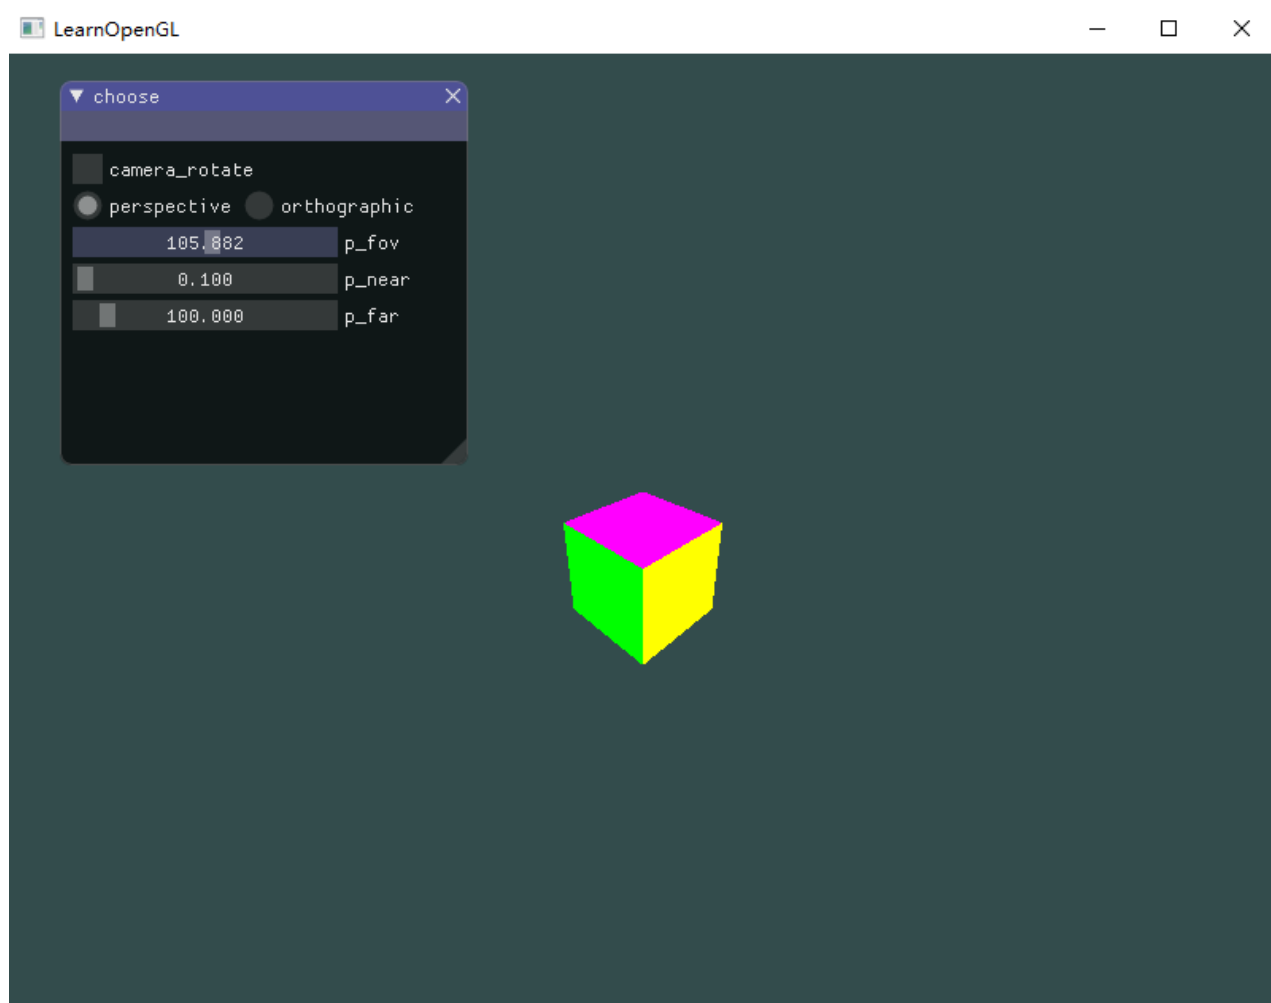 LearnOpenGL
choose
camera_rotate
perspective orthographic
105.882 p_fov
0.100 p_near
100.000 p_far